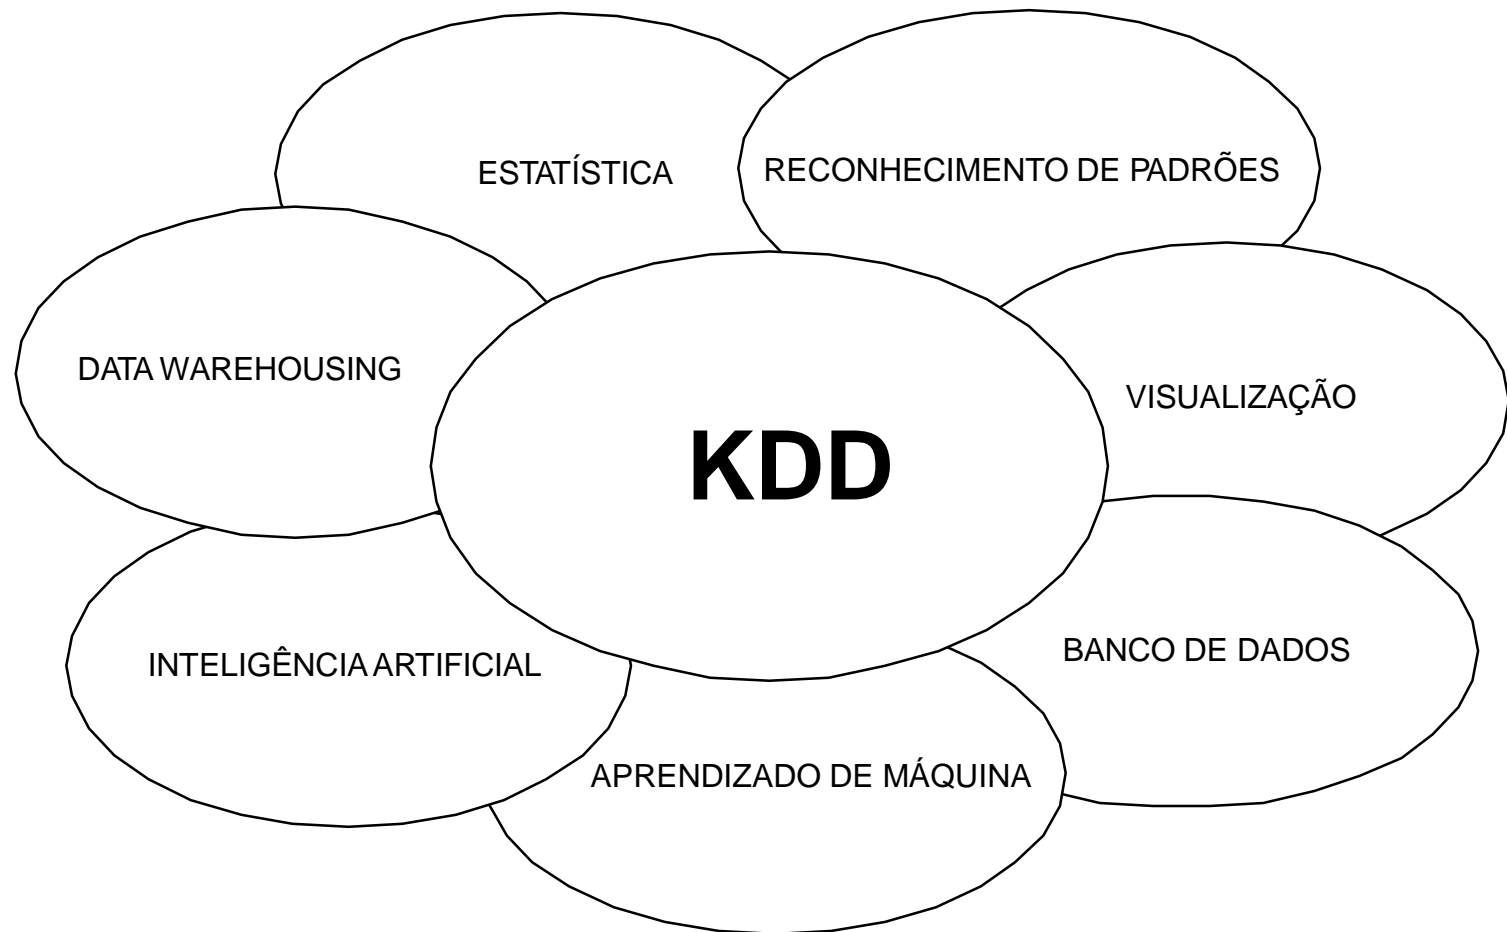 ESTATÍSTICA
RECONHECIMENTO DE PADRÕES
DATA WAREHOUSING
VISUALIZAÇÃO
KDD
INTELIGÊNCIA ARTIFICIAL
BANCO DE DADOS
APRENDIZADO DE MÁQUINA